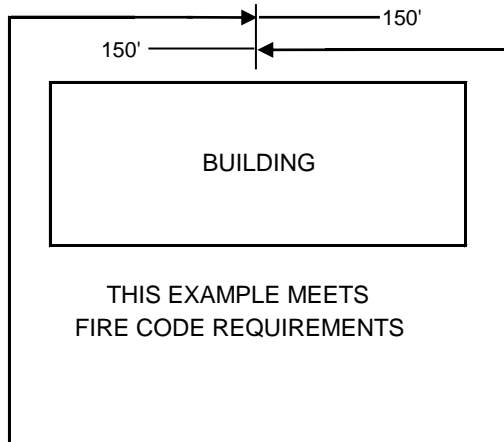 150'
150'
BUILDING
THIS EXAMPLE MEETS
FIRE CODE REQUIREMENTS